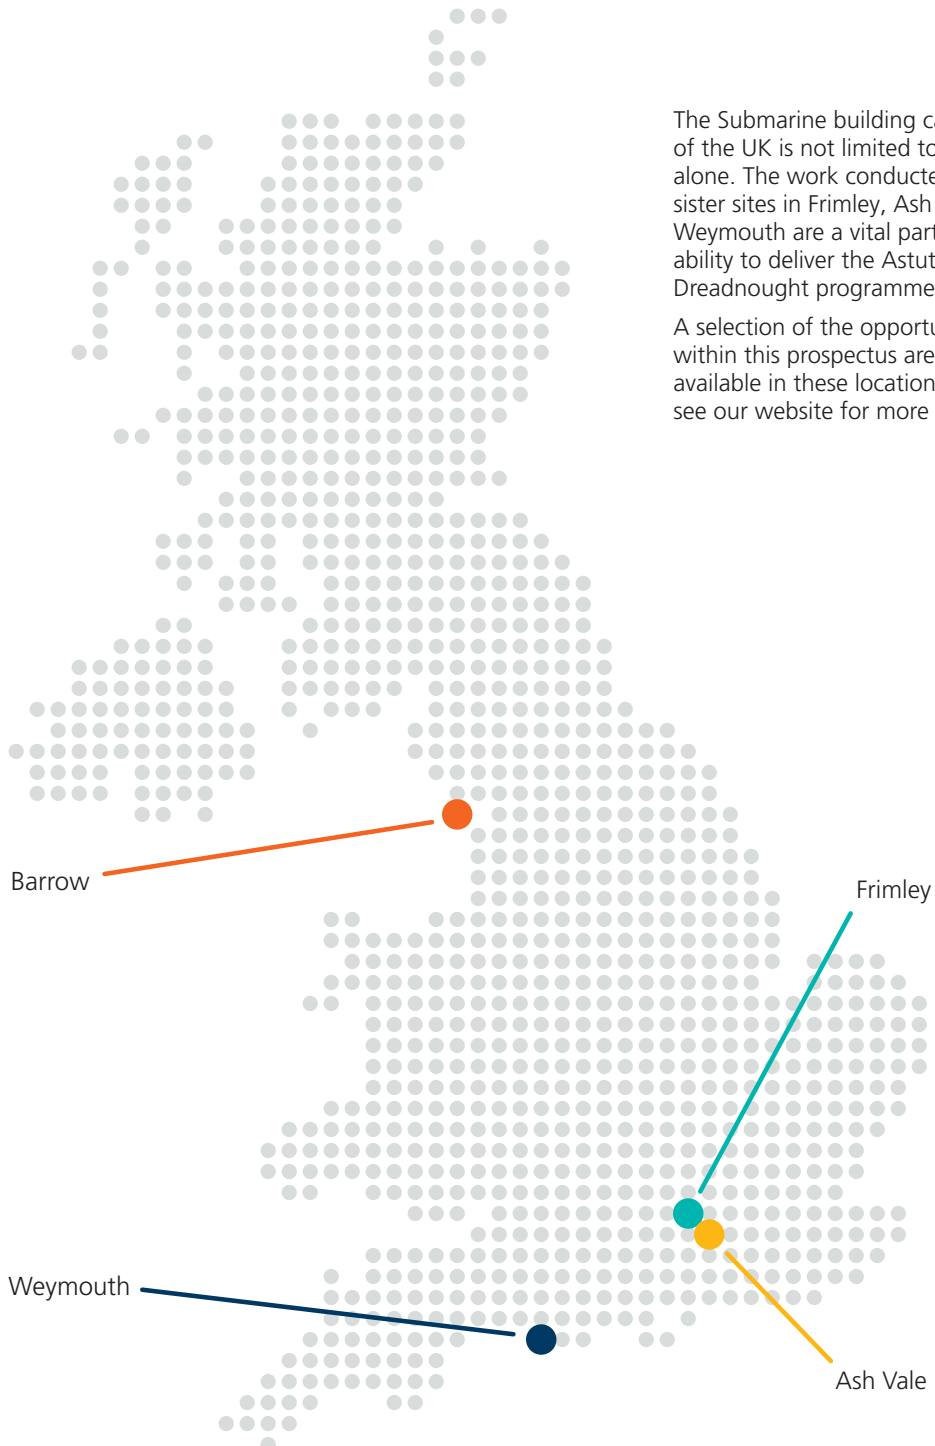 The Submarine building ca
of the UK is not limited to
alone. The work conducte
sister sites in Frimley, Ash
Weymouth are a vital part
ability to deliver the Astut
Dreadnought programme
A selection of the opportu
within this prospectus are
available in these location
see our website for more
Barrow
Frimley
Weymouth
Ash Vale